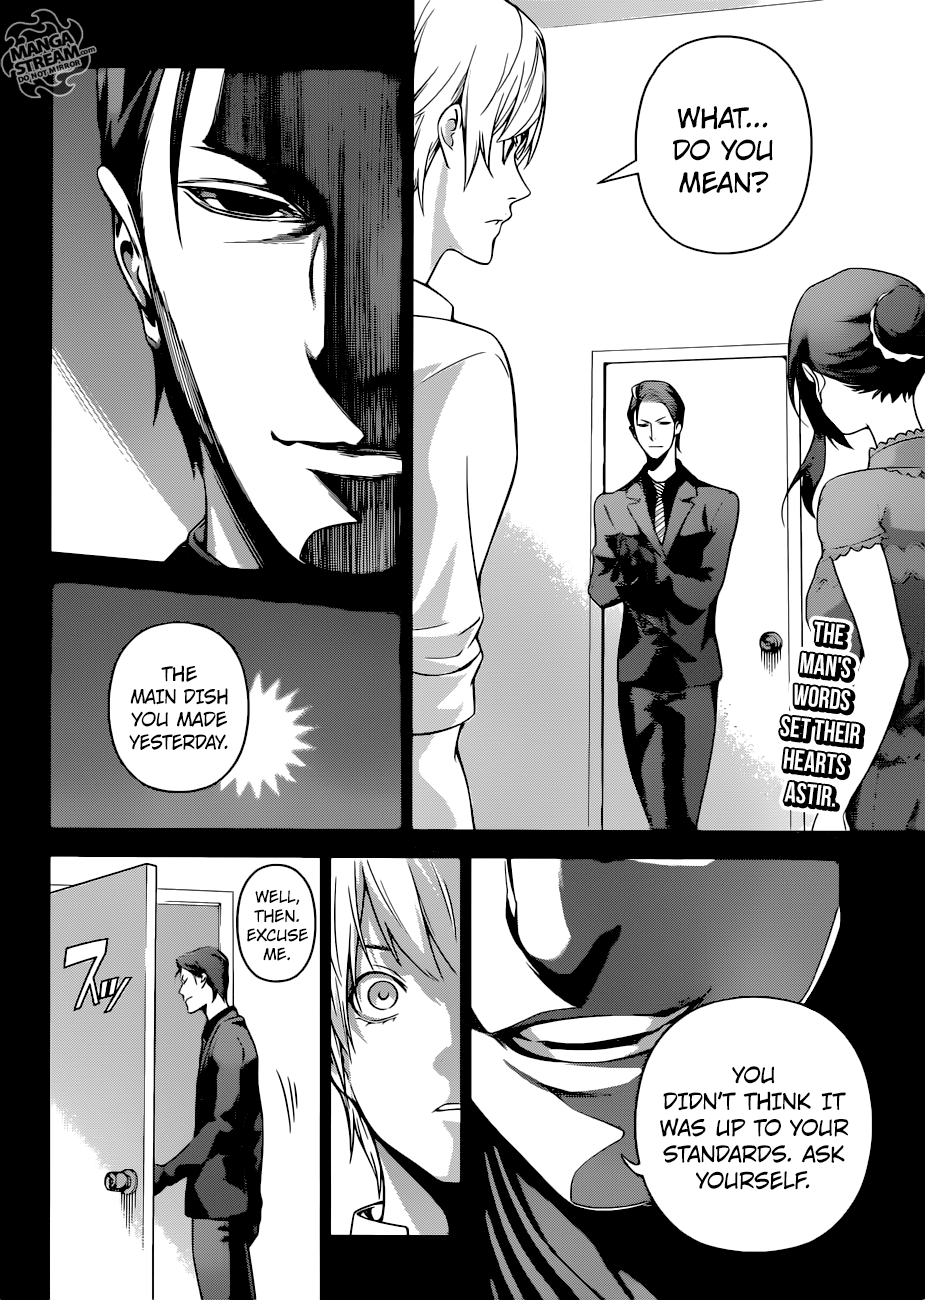 MANGA
STREAM.com
DO NOT MIRROR
WHAT...
DO YOU
MEAN?
THE
MAN'S
WORDS
SET THEIR
HEARTS
ASTIR.
THE
MAIN DISH
YOU MADE
YESTERDAY.
YOU
DIDN'T THINK IT
WAS UP TO YOUR
STANDARDS. ASK
YOURSELF.
WELL,
THEN.
EXCUSE
ME.
スッ